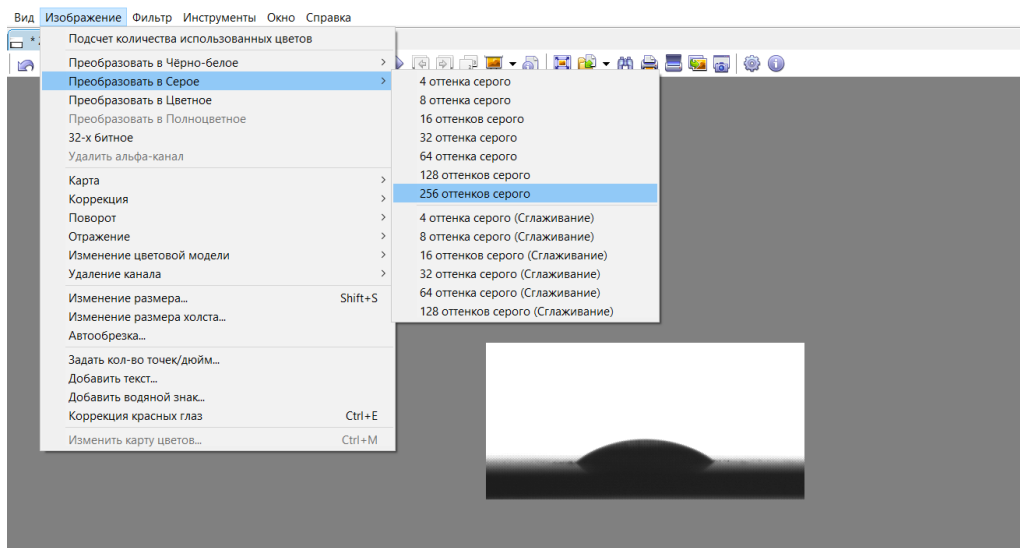 Вид Изображение Фильтр Инструменты Окно Справка
*
Подсчет количества использованных цветов
Преобразовать в Чёрно-белое
Преобразовать в Серое
Преобразовать в Цветное
Преобразовать в Полноцветное
32-х битное
Удалить альфа-канал
Карта
Коррекция
Поворот
Отражение
Изменение цветовой модели
Удаление канала
Изменение размера... Shift+S
Изменение размера холста...
Автообрезка...
Задать кол-во точек/дюйм...
Добавить текст...
Добавить водяной знак...
Коррекция красных глаз Ctrl+E
Изменить карту цветов... Ctrl+M
4 оттенка серого
8 оттенка серого
16 оттенков серого
32 оттенка серого
64 оттенка серого
128 оттенков серого
256 оттенков серого
4 оттенка серого (Сглаживание)
8 оттенка серого (Сглаживание)
16 оттенков серого (Сглаживание)
32 оттенка серого (Сглаживание)
64 оттенка серого (Сглаживание)
128 оттенков серого (Сглаживание)